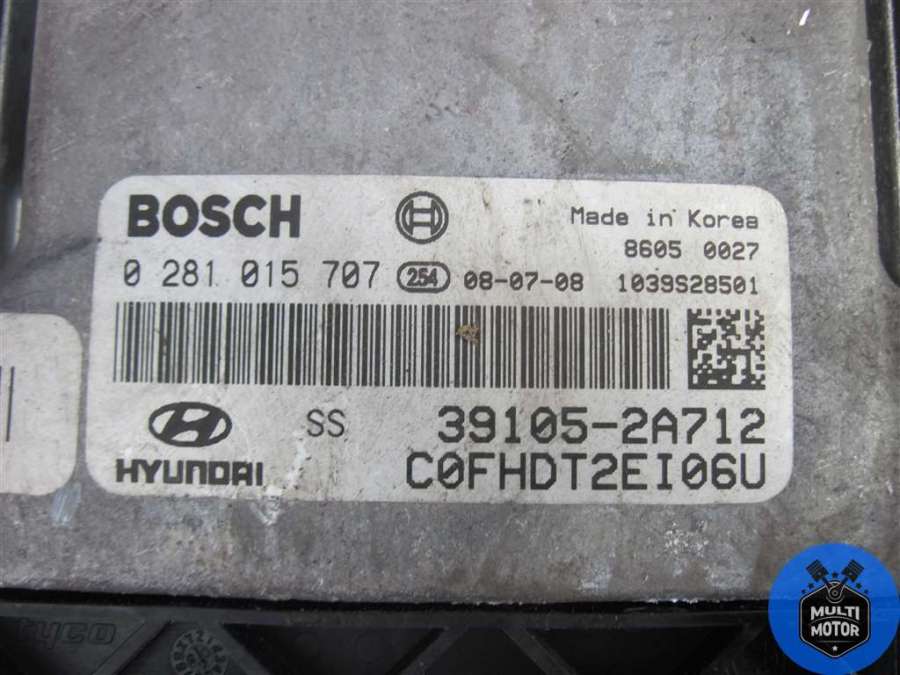 BOSCH
Made in Korea
8605 0027
0 281 015 707 254 08-07-08 1039S28501
SS 39105-2A712
HYUNDAI C0FHDT2EI06U
tyco
MULTI
MOTOR